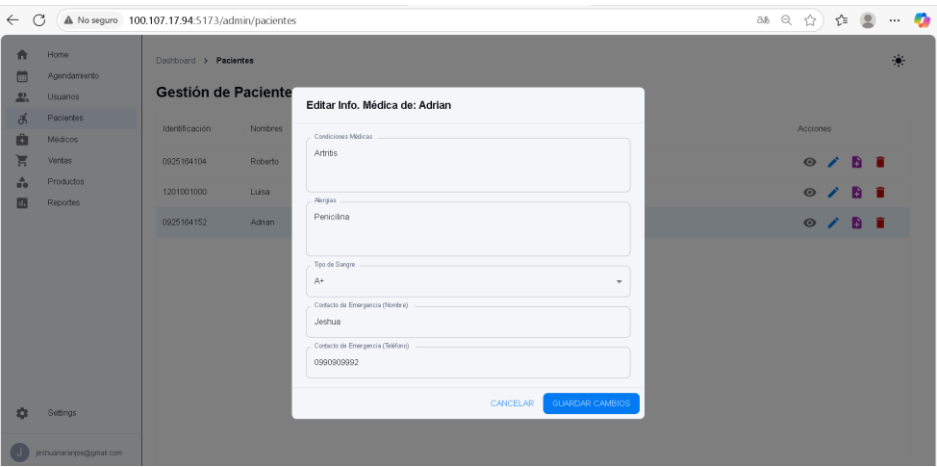 No seguro 100.107.17.94:5173/admin/pacientes
Home
Agendamiento
Usuarios
Pacientes
Médicos
Ventas
Productos
Reportes
Settings
J jeshuanaranjoe@gmail.com
Dashboard > Pacientes
Gestión de Paciente
Identificación Nombres Acciones
0925164104 Roberto
1201001000 Luisa
0925164152 Adrian
Editar Info. Médica de: Adrian
Condiciones Médicas
Artritis
Alergias
Penicilina
Tipo de Sangre
A+
Contacto de Emergencia (Nombre)
Jeshua
Contacto de Emergencia (Teléfono)
0990909992
CANCELAR GUARDAR CAMBIOS